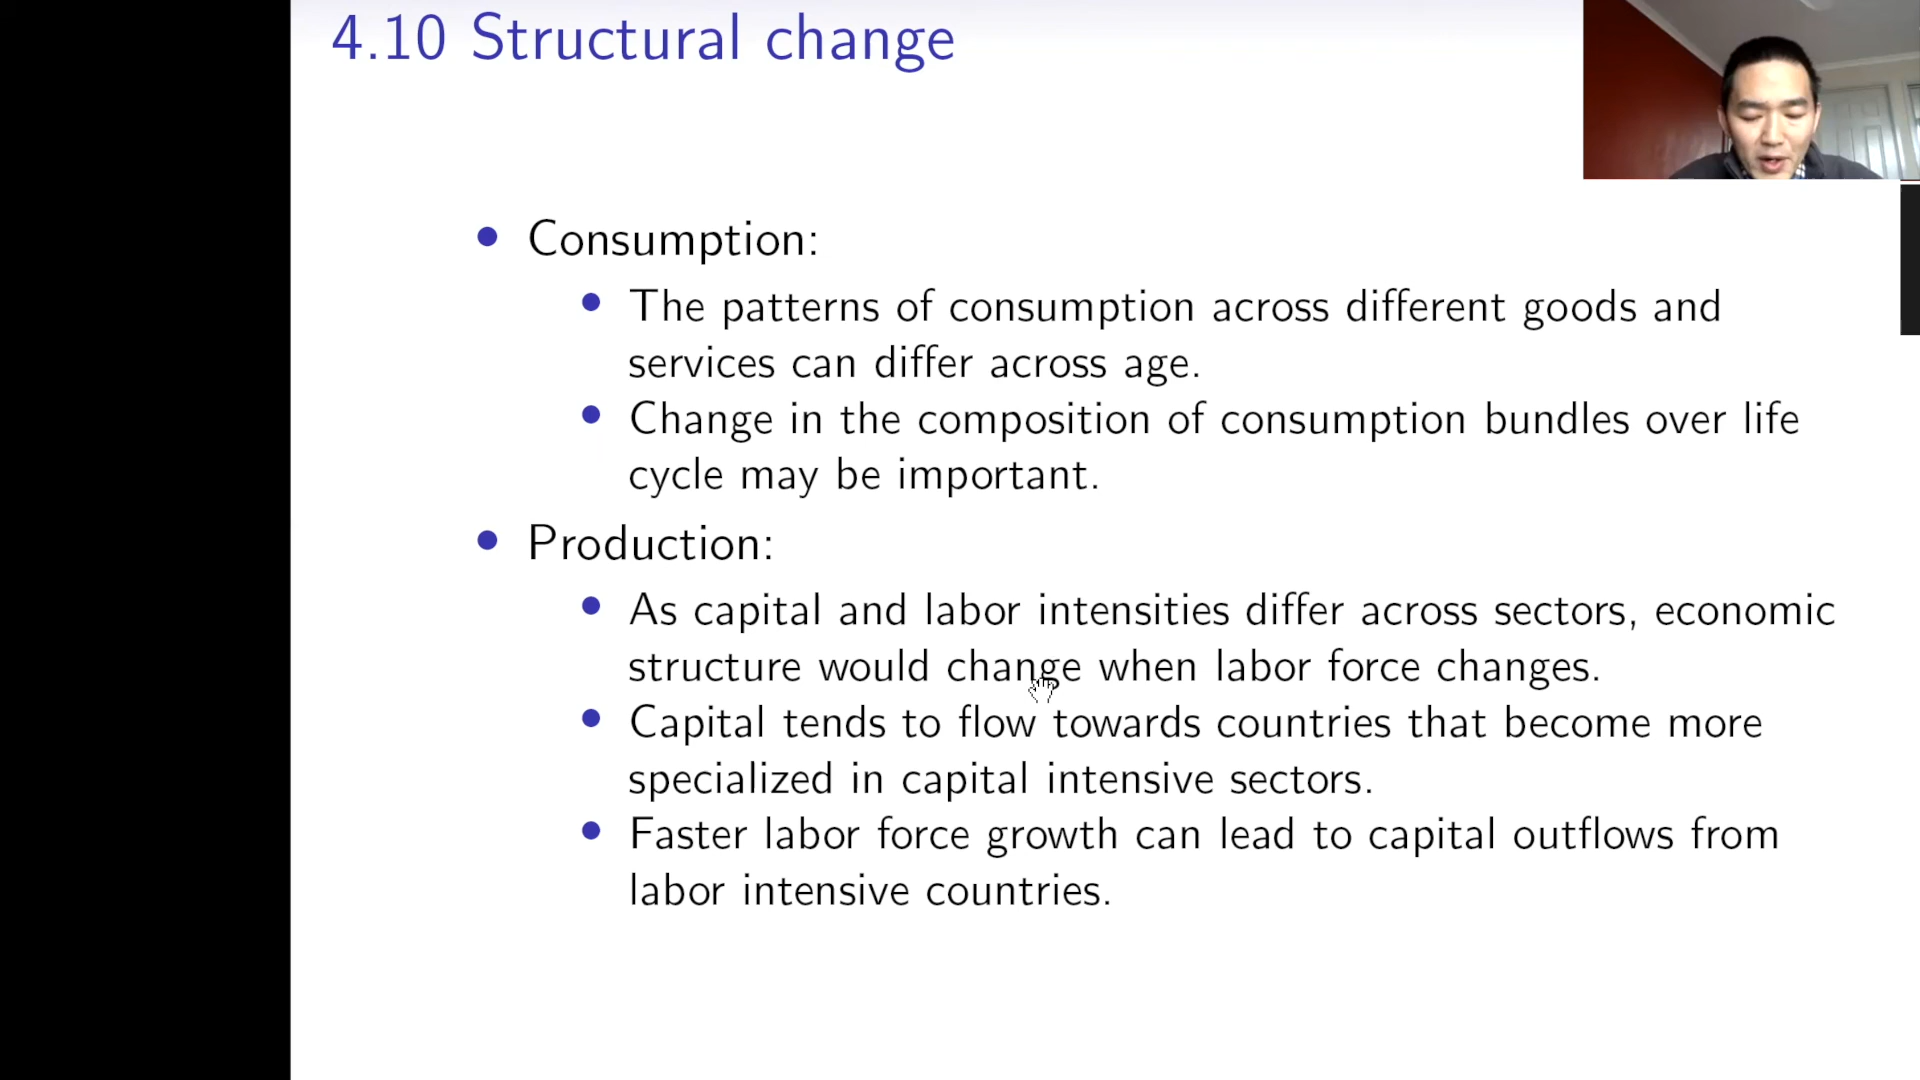 4.10 Structural change
Consumption:
The patterns of consumption across different goods and
services can differ across age.
Change in the composition of consumption bundles over life
cycle may be important.
Production:
As capital and labor intensities differ across sectors, economic
structure would change when labor force changes.
Capital tends to flow towards countries that become more
specialized in capital intensive sectors.
Faster labor force growth can lead to capital outflows from
labor intensive countries.